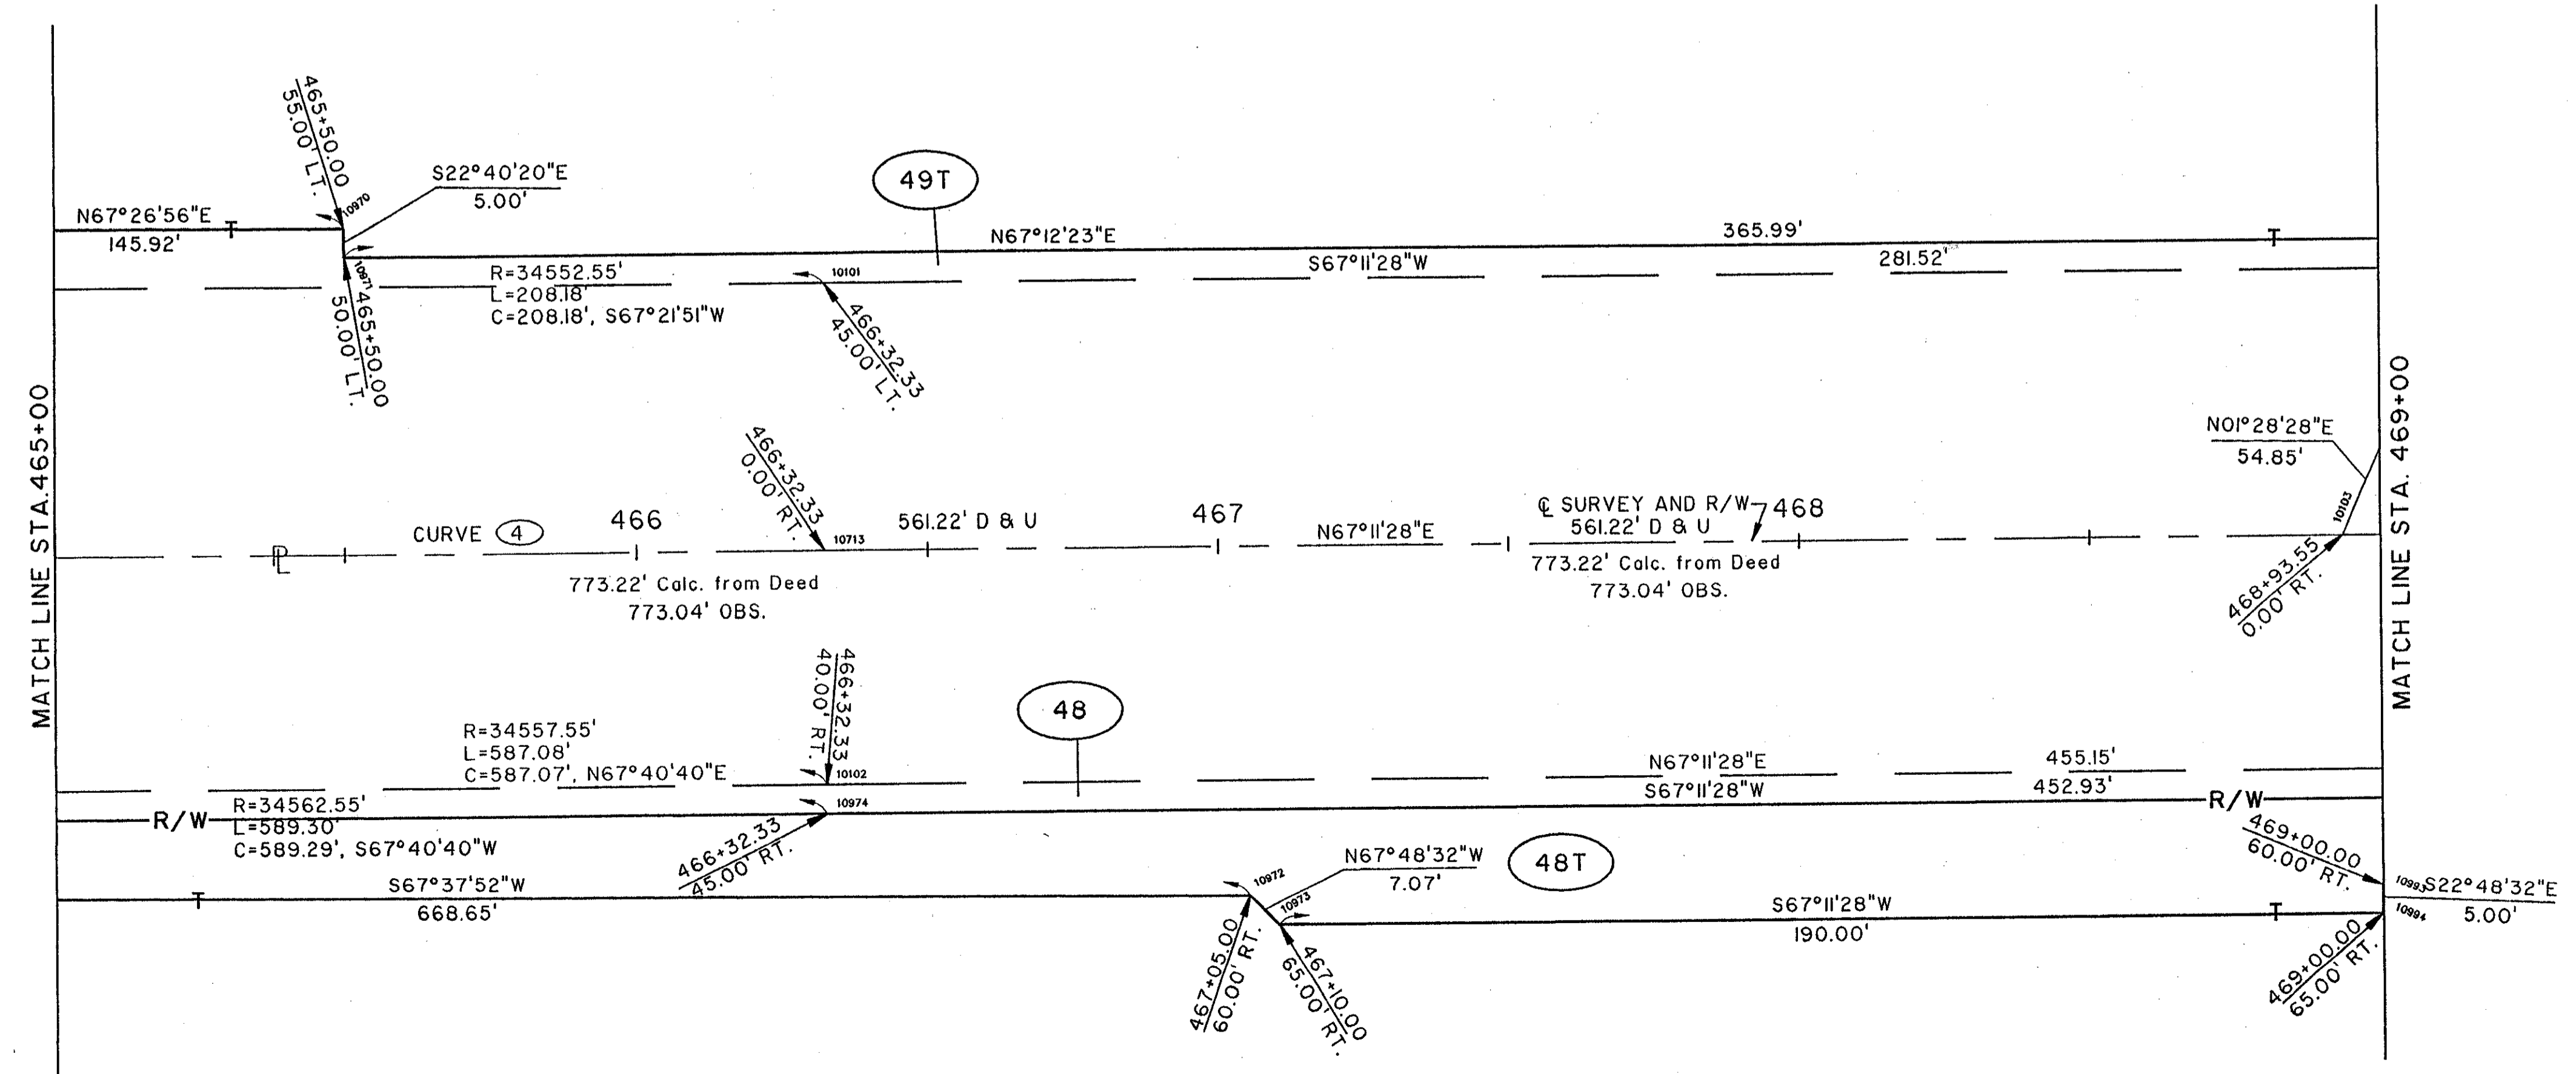 465+50.00
55.00' LT.
10970
S22°40'20"E
5.00'
49T
N67°26'56"E
T
145.92'
N67°12'23"E
365.99'
T
S67°11'28"W
281.52'
10971
465+50.00
50.00' LT.
R=34552.55'
L=208.18'
C=208.18', S67°21'51"W
10101
466+32.33
45.00' LT.
MATCH LINE STA.465+00
MATCH LINE STA. 469+00
N01°28'28"E
54.85'
10103
466+32.33
0.00' RT.
10713
CURVE 4
466
561.22' D & U
467
N67°11'28"E
℄ SURVEY AND R/W
468
561.22' D & U
PL
773.22' Calc. from Deed
773.04' OBS.
773.22' Calc. from Deed
773.04' OBS.
468+93.55
0.00' RT.
466+32.33
40.00' RT.
10102
48
R=34557.55'
L=587.08'
C=587.07', N67°40'40"E
N67°11'28"E
455.15'
S67°11'28"W
452.93'
R/W
R/W
R=34562.55'
L=589.30'
C=589.29', S67°40'40"W
10974
466+32.33
45.00' RT.
469+00.00
60.00' RT.
S67°37'52"W
T
668.65'
10972
10973
N67°48'32"W
7.07'
48T
10993
S22°48'32"E
5.00'
10994
S67°11'28"W
T
190.00'
467+05.00
60.00' RT.
467+10.00
65.00' RT.
469+00.00
65.00' RT.